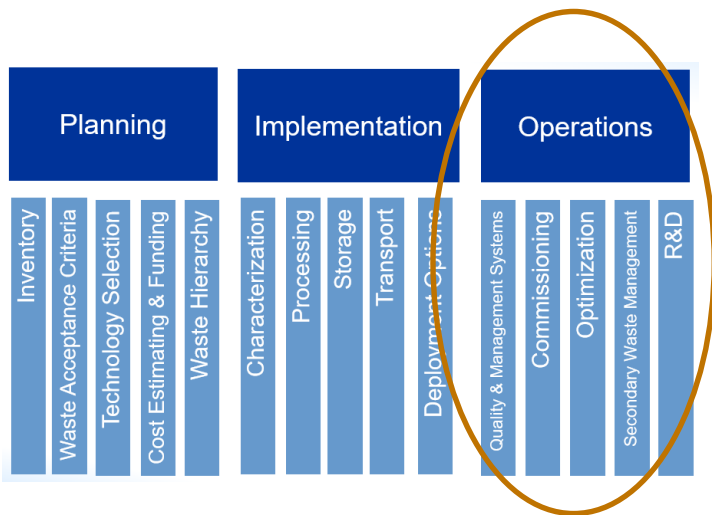 Planning
Implementation
Operations
Inventory
Waste Acceptance Criteria
Technology Selection
Cost Estimating & Funding
Waste Hierarchy
Characterization
Processing
Storage
Transport
Deployment Options
Quality & Management Systems
Commissioning
Optimization
Secondary Waste Management
R&D